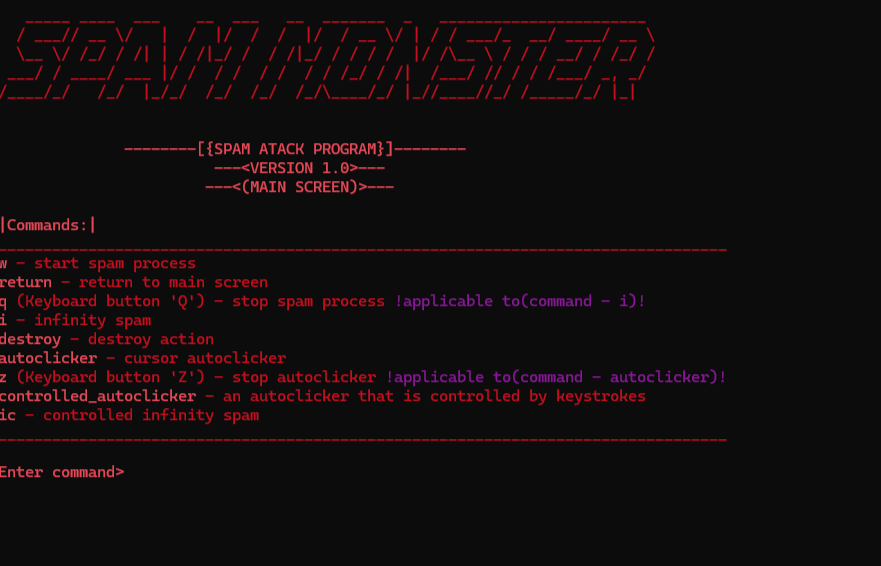 SPAM MONSTER
--------[{SPAM ATACK PROGRAM}]--------
---<VERSION 1.0>---
---<(MAIN SCREEN)>---
|Commands:|
w - start spam process
return - return to main screen
q (Keyboard button 'Q') - stop spam process !applicable to(command - i)!
i - infinity spam
destroy - destroy action
autoclicker - cursor autoclicker
z (Keyboard button 'Z') - stop autoclicker !applicable to(command - autoclicker)!
controlled_autoclicker - an autoclicker that is controlled by keystrokes
ic - controlled infinity spam
Enter command>